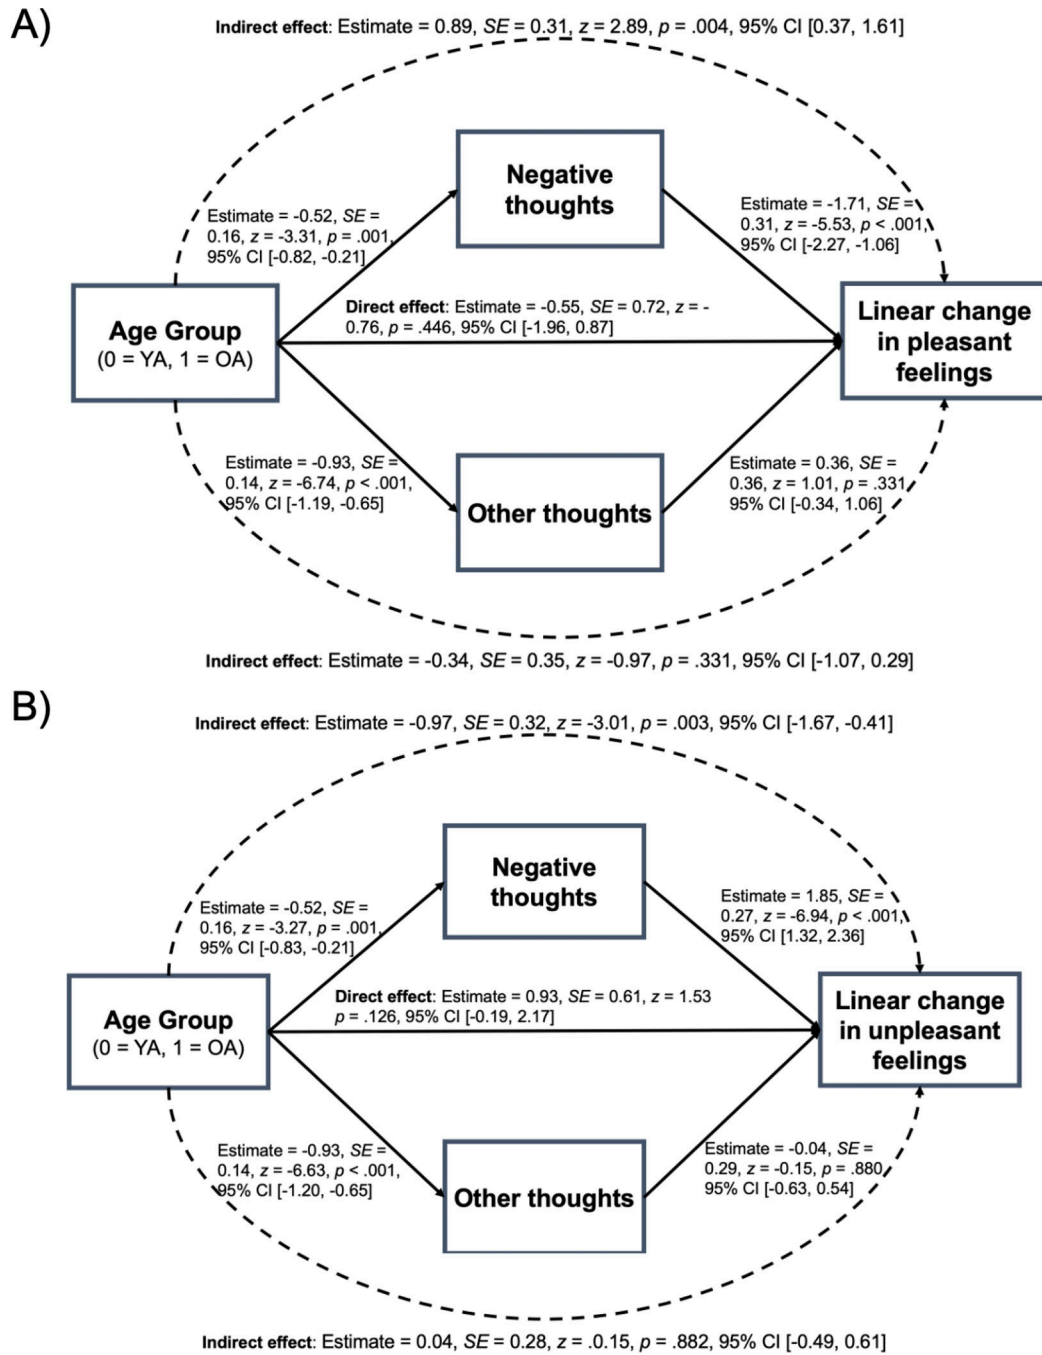 A)
Indirect effect: Estimate = 0.89, SE = 0.31, z = 2.89, p = .004, 95% CI [0.37, 1.61]
Negative
thoughts
Estimate = -0.52, SE =
0.16, z = -3.31, p = .001,
95% CI [-0.82, -0.21]
Estimate = -1.71, SE =
0.31, z = -5.53, p < .001,
95% CI [-2.27, -1.06]
Age Group
(0 = YA, 1 = OA)
Direct effect: Estimate = -0.55, SE = 0.72, z = -
0.76, p = .446, 95% CI [-1.96, 0.87]
Linear change
in pleasant
feelings
Estimate = -0.93, SE =
0.14, z = -6.74, p < .001,
95% CI [-1.19, -0.65]
Other thoughts
Estimate = 0.36, SE =
0.36, z = 1.01, p = .331
95% CI [-0.34, 1.06]
Indirect effect: Estimate = -0.34, SE = 0.35, z = -0.97, p = .331, 95% CI [-1.07, 0.29]
B)
Indirect effect: Estimate = -0.97, SE = 0.32, z = -3.01, p = .003, 95% CI [-1.67, -0.41]
Negative
thoughts
Estimate = -0.52, SE =
0.16, z = -3.27, p = .001,
95% CI [-0.83, -0.21]
Estimate = 1.85, SE =
0.27, z = -6.94, p < .001,
95% CI [1.32, 2.36]
Age Group
(0 = YA, 1 = OA)
Direct effect: Estimate = 0.93, SE = 0.61, z = 1.53
p = .126, 95% CI [-0.19, 2.17]
Linear change
in unpleasant
feelings
Estimate = -0.93, SE =
0.14, z = -6.63, p < .001,
95% CI [-1.20, -0.65]
Other thoughts
Estimate = -0.04, SE =
0.29, z = -0.15, p = .880,
95% CI [-0.63, 0.54]
Indirect effect: Estimate = 0.04, SE = 0.28, z = .0.15, p = .882, 95% CI [-0.49, 0.61]